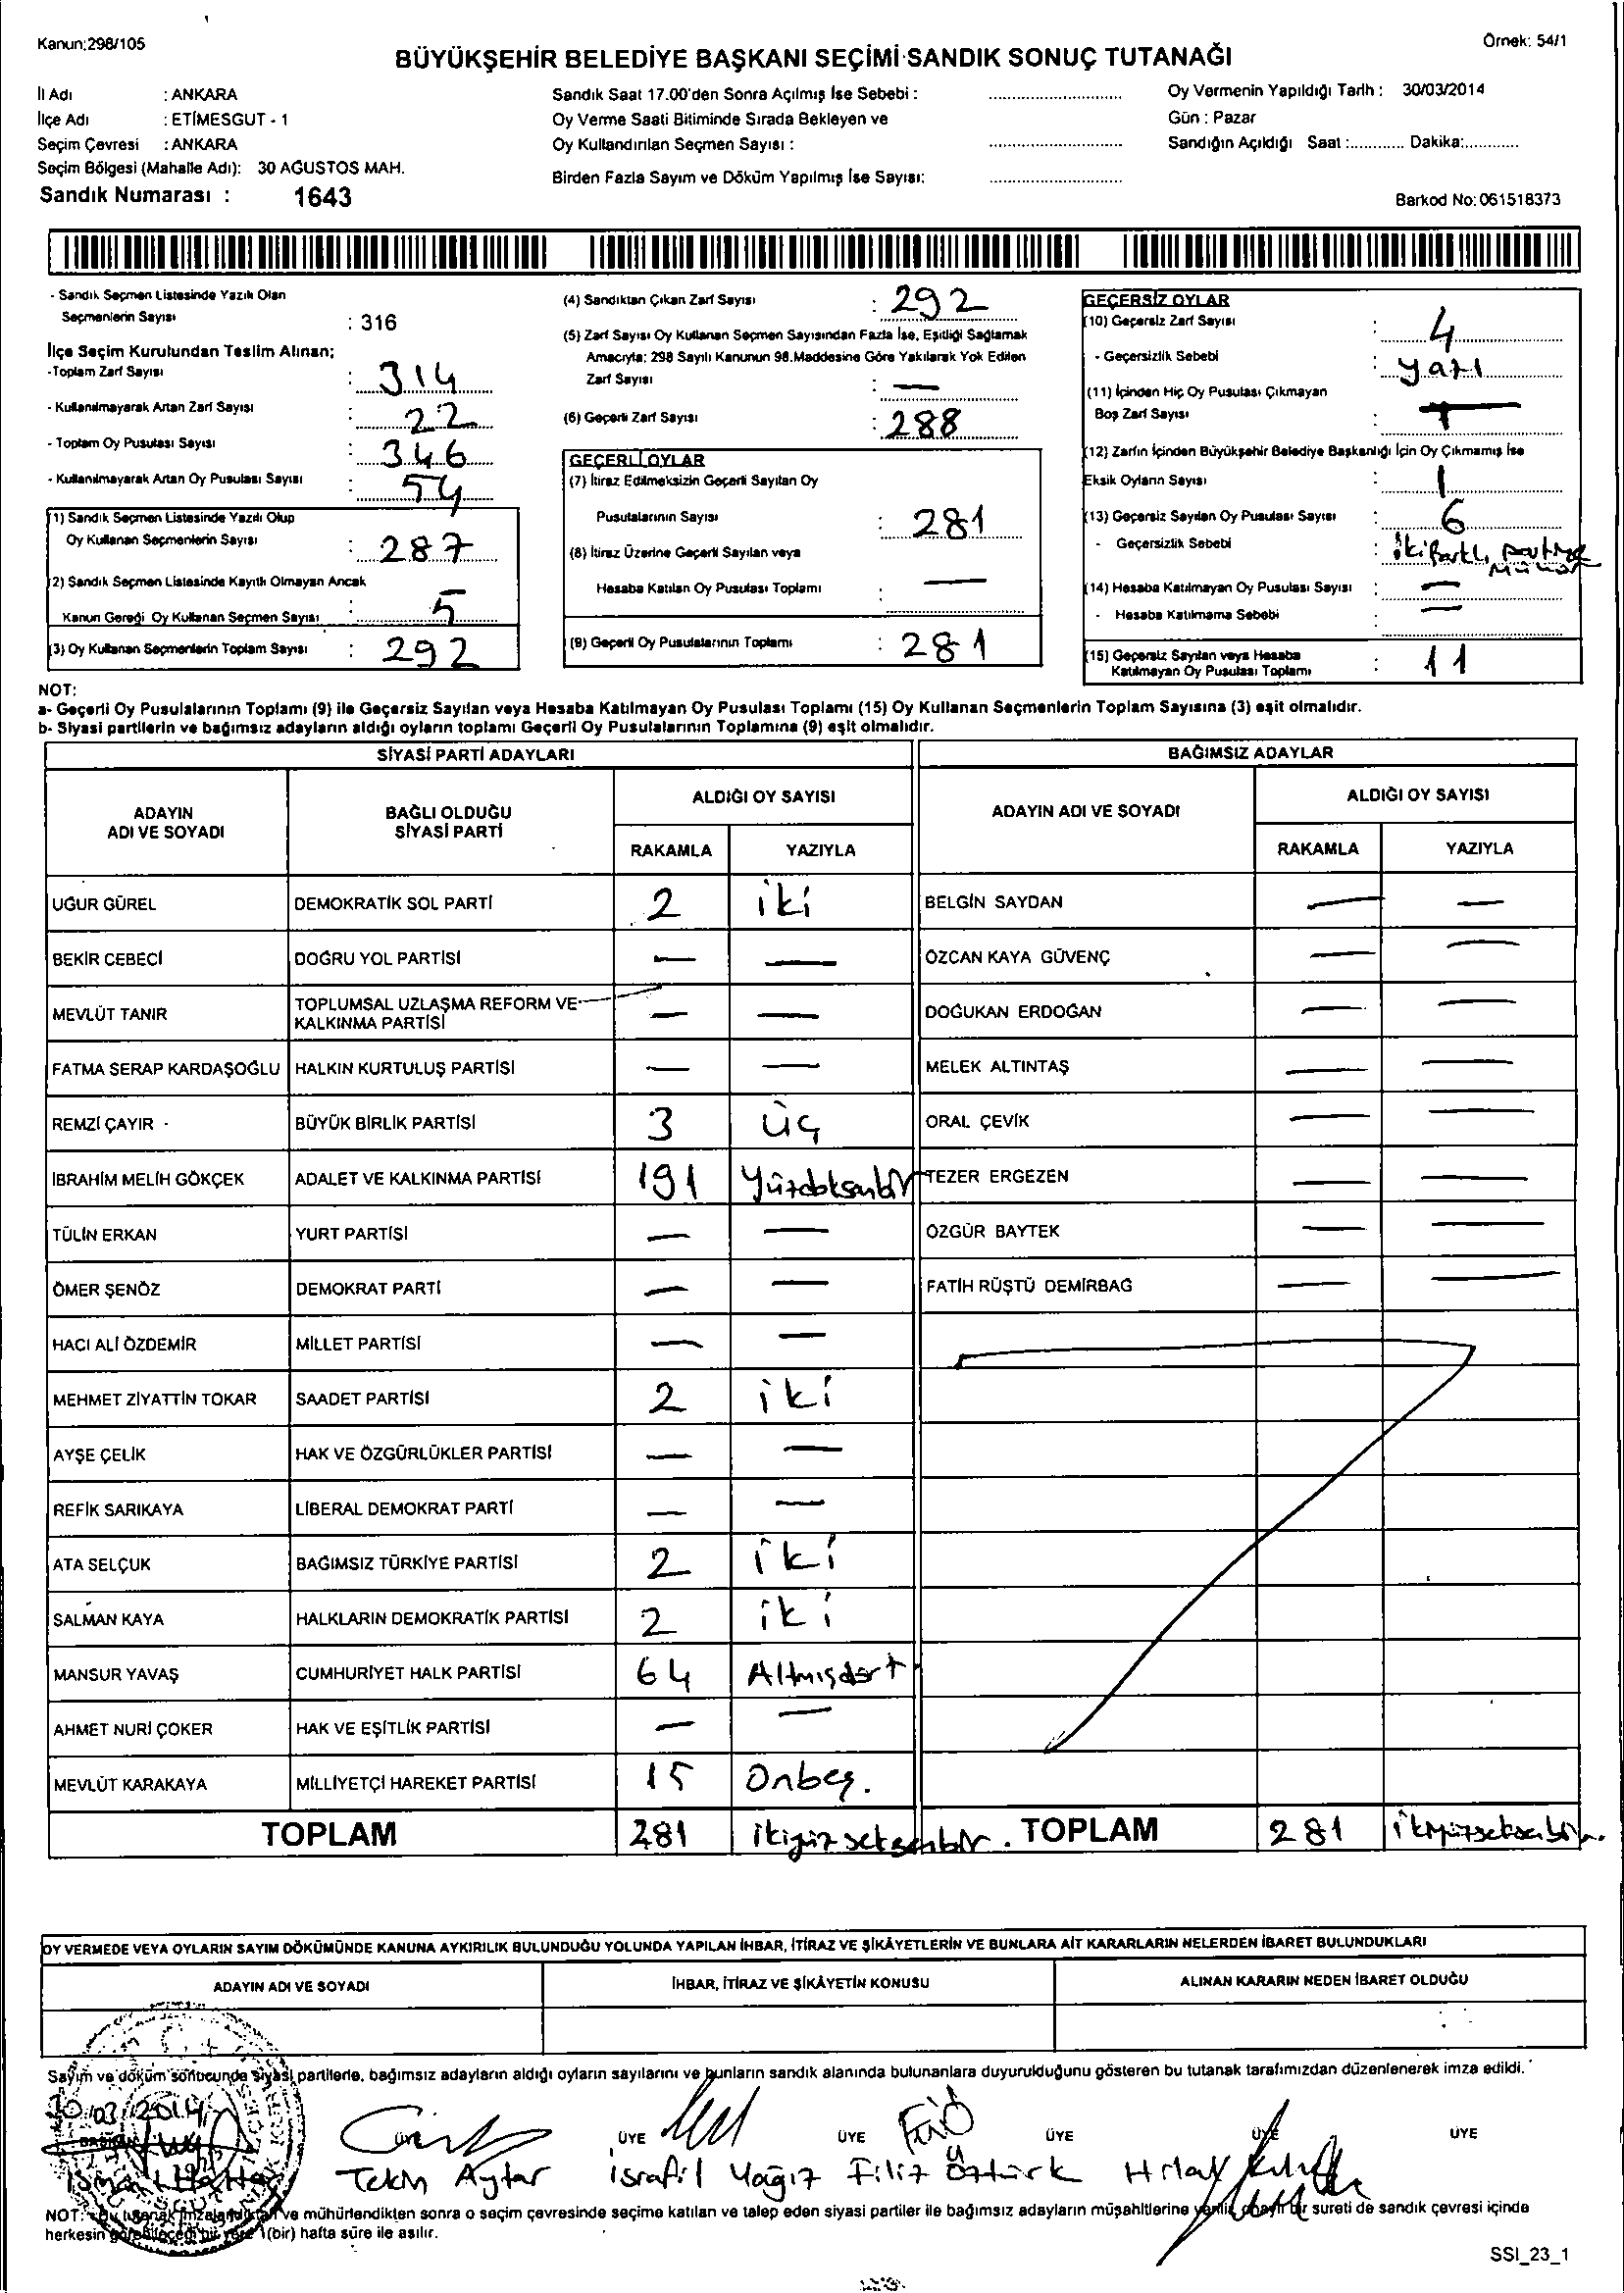 Kanun:298/105
Örnek: 54/1
BÜYÜKŞEHİR BELEDİYE BAŞKANI SEÇİMİ SANDIK SONUÇ TUTANAĞI
İl Adı : ANKARA
İlçe Adı : ETİMESGUT - 1
Seçim Çevresi : ANKARA
Seçim Bölgesi (Mahalle Adı): 30 AĞUSTOS MAH.
Sandık Numarası : 1643
Sandık Saat 17.00'den Sonra Açılmış İse Sebebi :
Oy Verme Saati Bitiminde Sırada Bekleyen ve
Oy Kullandırılan Seçmen Sayısı :
Birden Fazla Sayım ve Döküm Yapılmış İse Sayısı:
Oy Vermenin Yapıldığı Tarih : 30/03/2014
Gün : Pazar
Sandığın Açıldığı Saat :............ Dakika:............
Barkod No: 061518373
- Sandık Seçmen Listesinde Yazılı Olan
Seçmenlerin Sayısı : 316
İlçe Seçim Kurulundan Teslim Alınan;
-Toplam Zarf Sayısı : 314
- Kullanılmayarak Artan Zarf Sayısı : 22
- Toplam Oy Pusulası Sayısı : 346
- Kullanılmayarak Artan Oy Pusulası Sayısı : 54
(1) Sandık Seçmen Listesinde Yazılı Olup
Oy Kullanan Seçmenlerin Sayısı : 287
(2) Sandık Seçmen Listesinde Kayıtlı Olmayan Ancak
Kanun Gereği Oy Kullanan Seçmen Sayısı : 5
(3) Oy Kullanan Seçmenlerin Toplam Sayısı : 292
(4) Sandıktan Çıkan Zarf Sayısı : 292
(5) Zarf Sayısı Oy Kullanan Seçmen Sayısından Fazla İse, Eşitliği Sağlamak
Amacıyla; 298 Sayılı Kanunun 98.Maddesine Göre Yakılarak Yok Edilen
Zarf Sayısı : —
(6) Geçerli Zarf Sayısı : 288
GEÇERLİ OYLAR
(7) İtiraz Edilmeksizin Geçerli Sayılan Oy
Pusulalarının Sayısı : 281
(8) İtiraz Üzerine Geçerli Sayılan veya
Hesaba Katılan Oy Pusulası Toplamı : —
(9) Geçerli Oy Pusulalarının Toplamı : 281
GEÇERSİZ OYLAR
(10) Geçersiz Zarf Sayısı : 4
- Geçersizlik Sebebi : yazı
(11) İçinden Hiç Oy Pusulası Çıkmayan
Boş Zarf Sayısı :
(12) Zarfın İçinden Büyükşehir Belediye Başkanlığı İçin Oy Çıkmamış İse
Eksik Oyların Sayısı : 1
(13) Geçersiz Sayılan Oy Pusulası Sayısı : 6
- Geçersizlik Sebebi : iki
(14) Hesaba Katılmayan Oy Pusulası Sayısı : —
- Hesaba Katılmama Sebebi : —
(15) Geçersiz Sayılan veya Hesaba
Katılmayan Oy Pusulası Toplamı : 11
NOT:
a- Geçerli Oy Pusulalarının Toplamı (9) ile Geçersiz Sayılan veya Hesaba Katılmayan Oy Pusulası Toplamı (15) Oy Kullanan Seçmenlerin Toplam Sayısına (3) eşit olmalıdır.
b- Siyasi partilerin ve bağımsız adayların aldığı oyların toplamı Geçerli Oy Pusulalarının Toplamına (9) eşit olmalıdır.
SİYASİ PARTİ ADAYLARI
BAĞIMSIZ ADAYLAR
ADAYIN ADI VE SOYADI
BAĞLI OLDUĞU SİYASİ PARTİ
ALDIĞI OY SAYISI
RAKAMLA YAZIYLA
ADAYIN ADI VE SOYADI
ALDIĞI OY SAYISI
RAKAMLA YAZIYLA
UĞUR GÜREL DEMOKRATİK SOL PARTİ 2 iki BELGİN SAYDAN — —
BEKİR CEBECİ DOĞRU YOL PARTİSİ — — ÖZCAN KAYA GÜVENÇ — —
MEVLÜT TANIR TOPLUMSAL UZLAŞMA REFORM VE KALKINMA PARTİSİ — — DOĞUKAN ERDOĞAN — —
FATMA SERAP KARDAŞOĞLU HALKIN KURTULUŞ PARTİSİ — — MELEK ALTINTAŞ — —
REMZİ ÇAYIR - BÜYÜK BİRLİK PARTİSİ 3 üç ORAL ÇEVİK — —
İBRAHİM MELİH GÖKÇEK ADALET VE KALKINMA PARTİSİ 191 Yüzdoksanbir TEZER ERGEZEN — —
TÜLİN ERKAN YURT PARTİSİ — — ÖZGÜR BAYTEK — —
ÖMER ŞENÖZ DEMOKRAT PARTİ — — FATİH RÜŞTÜ DEMİRBAĞ — —
HACI ALİ ÖZDEMİR MİLLET PARTİSİ — —
MEHMET ZİYATTİN TOKAR SAADET PARTİSİ 2 iki
AYŞE ÇELİK HAK VE ÖZGÜRLÜKLER PARTİSİ — —
REFİK SARIKAYA LİBERAL DEMOKRAT PARTİ — —
ATA SELÇUK BAĞIMSIZ TÜRKİYE PARTİSİ 2 iki
SALMAN KAYA HALKLARIN DEMOKRATİK PARTİSİ 2 iki
MANSUR YAVAŞ CUMHURİYET HALK PARTİSİ 64 Altmışdört
AHMET NURİ ÇOKER HAK VE EŞİTLİK PARTİSİ — —
MEVLÜT KARAKAYA MİLLİYETÇİ HAREKET PARTİSİ 15 Onbeş.
TOPLAM 281 ikiyüzseksenbir. TOPLAM 281 ikiyüzseksenbir.
OY VERMEDE VEYA OYLARIN SAYIM DÖKÜMÜNDE KANUNA AYKIRILIK BULUNDUĞU YOLUNDA YAPILAN İHBAR, İTİRAZ VE ŞİKÂYETLERİN VE BUNLARA AİT KARARLARIN NELERDEN İBARET BULUNDUKLARI
ADAYIN ADI VE SOYADI İHBAR, İTİRAZ VE ŞİKÂYETİN KONUSU ALINAN KARARIN NEDEN İBARET OLDUĞU
Sayım ve döküm sonucunda siyasi partilerle, bağımsız adayların aldığı oyların sayılarını ve bunların sandık alanında bulunanlara duyurulduğunu gösteren bu tutanak tarafımızdan düzenlenerek imza edildi.
30/03/2014
BAŞKAN ÜYE ÜYE ÜYE ÜYE ÜYE ÜYE
Tekin Aytar İsrafil Yağız Filiz Öztürk
NOT: Bu tutanak imzalandıktan ve mühürlendikten sonra o seçim çevresinde seçime katılan ve talep eden siyasi partiler ile bağımsız adayların müşahitlerine verilir, onaylı bir sureti de sandık çevresi içinde
herkesin görebileceği bir yere 1(bir) hafta süre ile asılır.
SSI_23_1